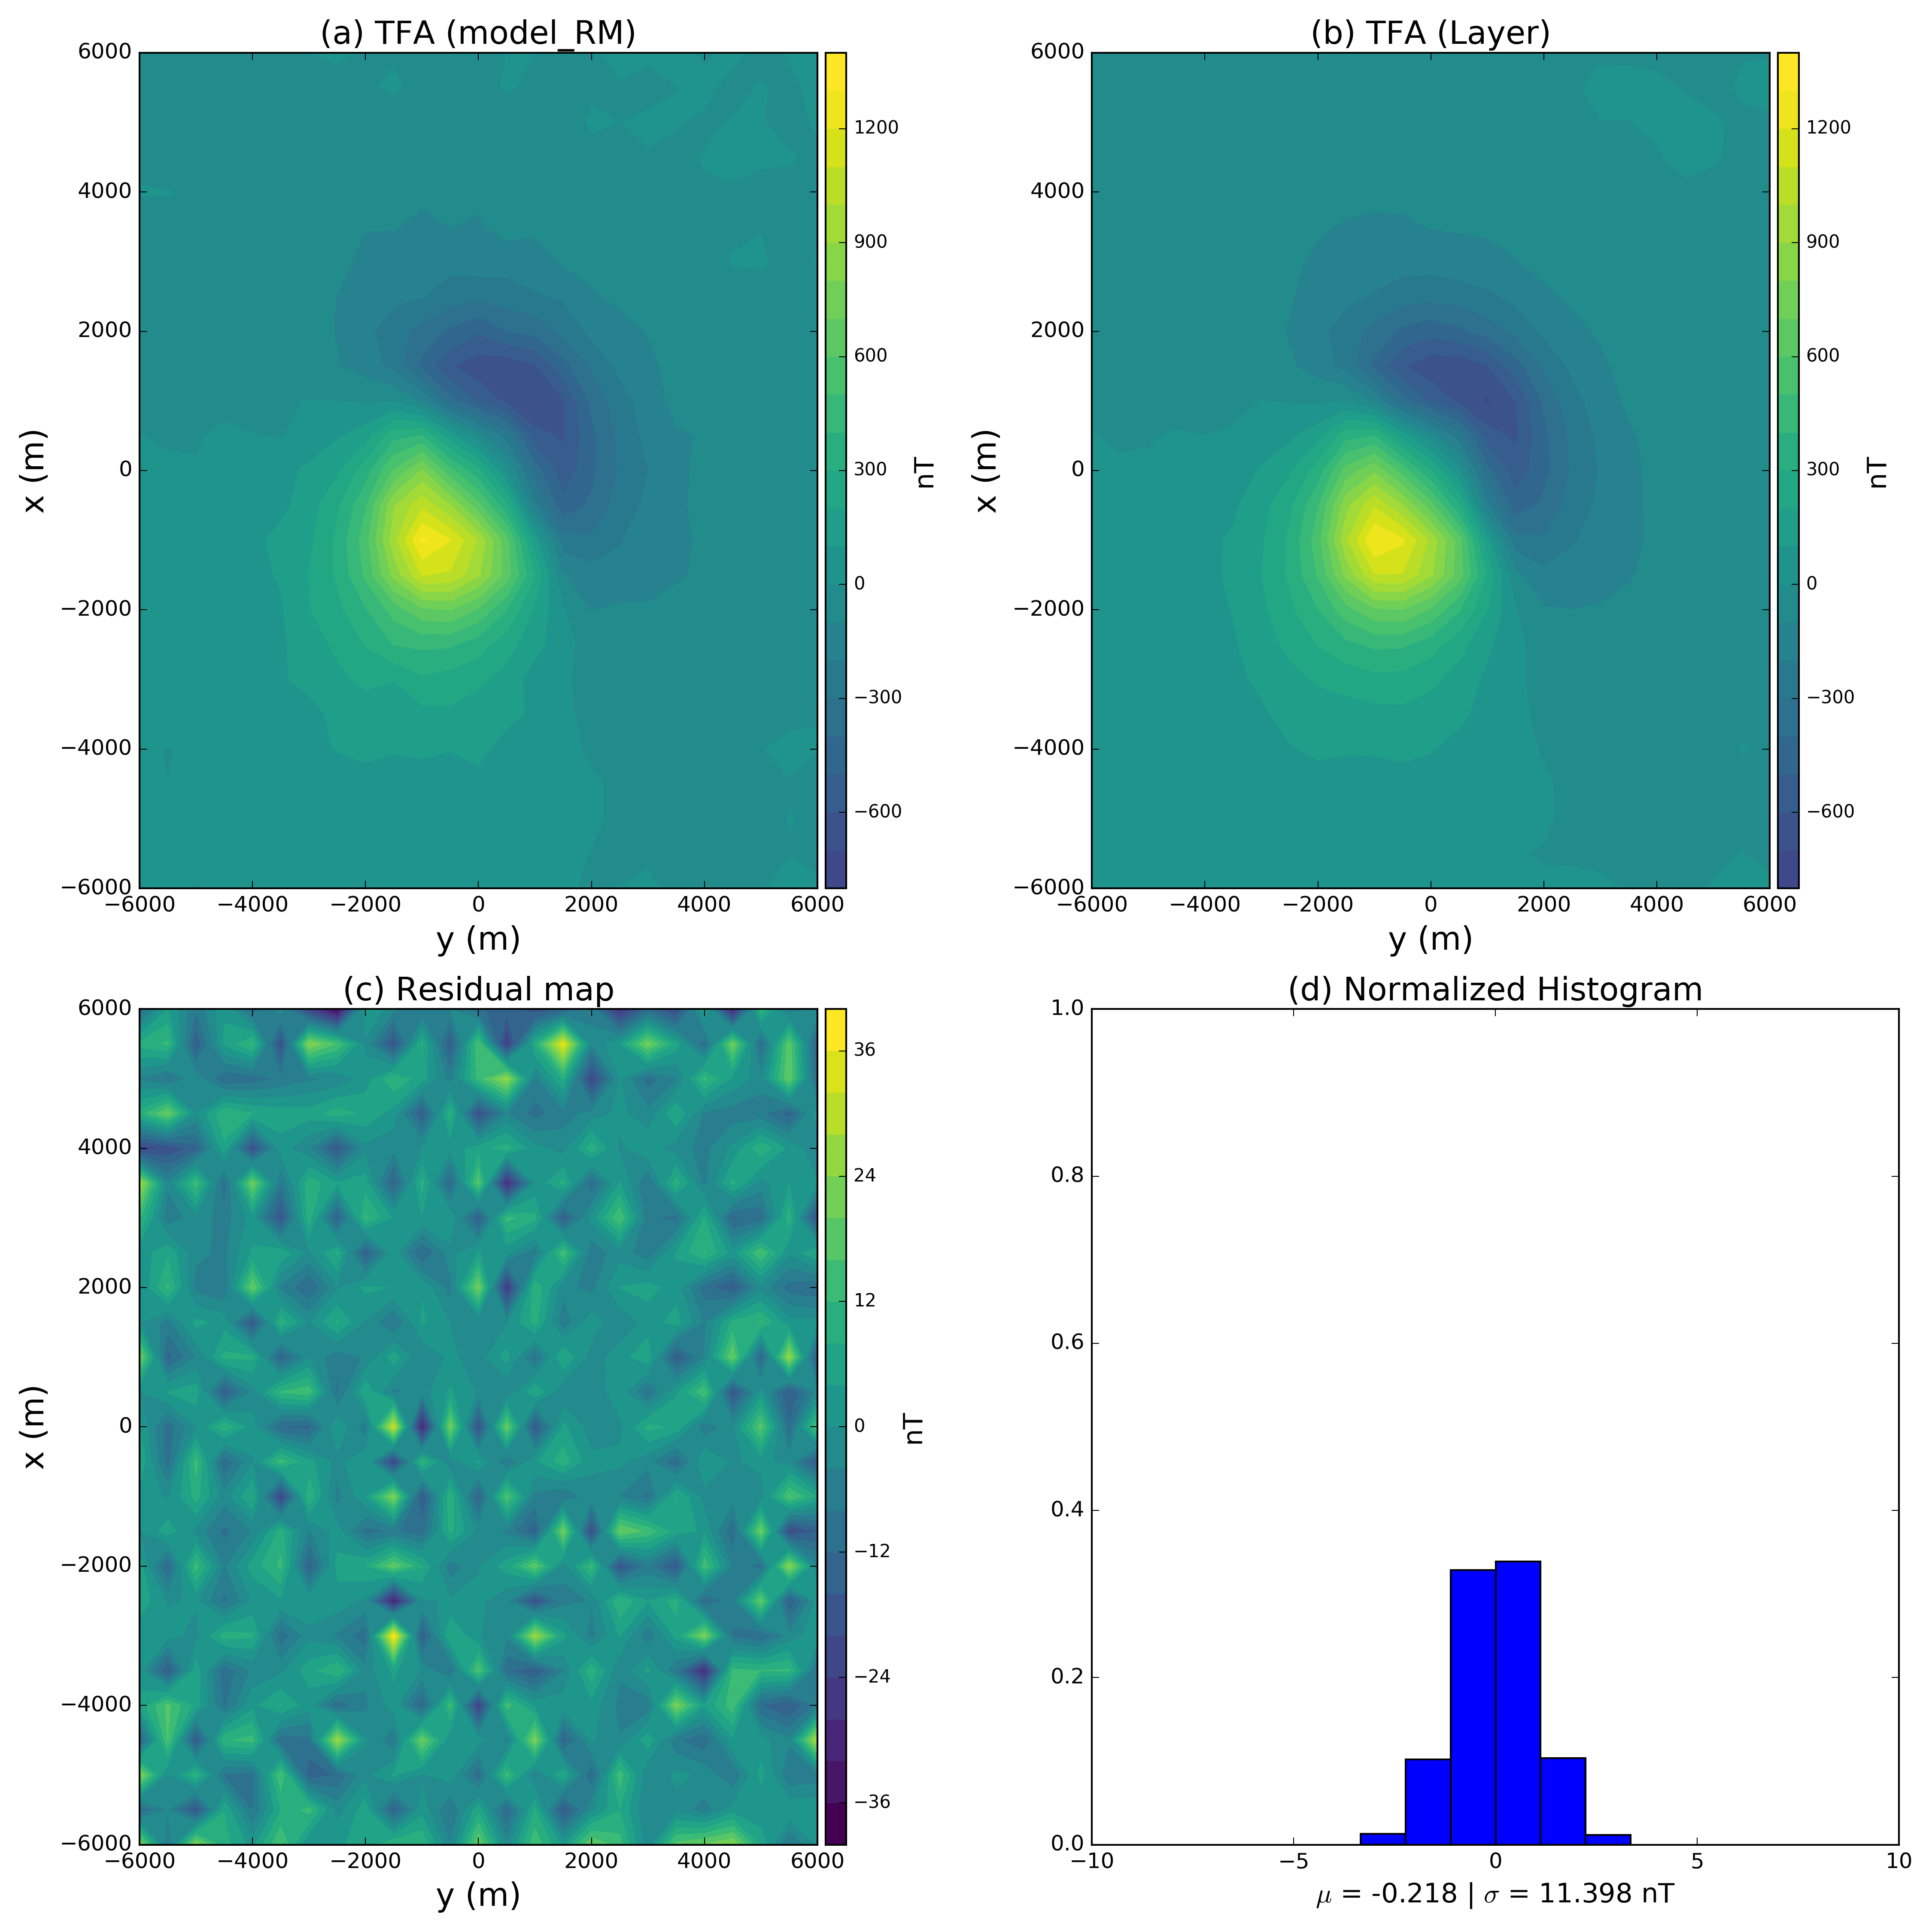 (a) TFA (model_RM)
6000
4000
2000
0
−2000
−4000
−6000
x (m)
−6000 −4000 −2000 0 2000 4000 6000
y (m)
1200
900
600
300
0
−300
−600
nT
(b) TFA (Layer)
6000
4000
2000
0
−2000
−4000
−6000
x (m)
−6000 −4000 −2000 0 2000 4000 6000
y (m)
1200
900
600
300
0
−300
−600
nT
(c) Residual map
6000
4000
2000
0
−2000
−4000
−6000
x (m)
−6000 −4000 −2000 0 2000 4000 6000
y (m)
36
24
12
0
−12
−24
−36
nT
(d) Normalized Histogram
1.0
0.8
0.6
0.4
0.2
0.0
−10 −5 0 5 10
μ = -0.218 | σ = 11.398 nT